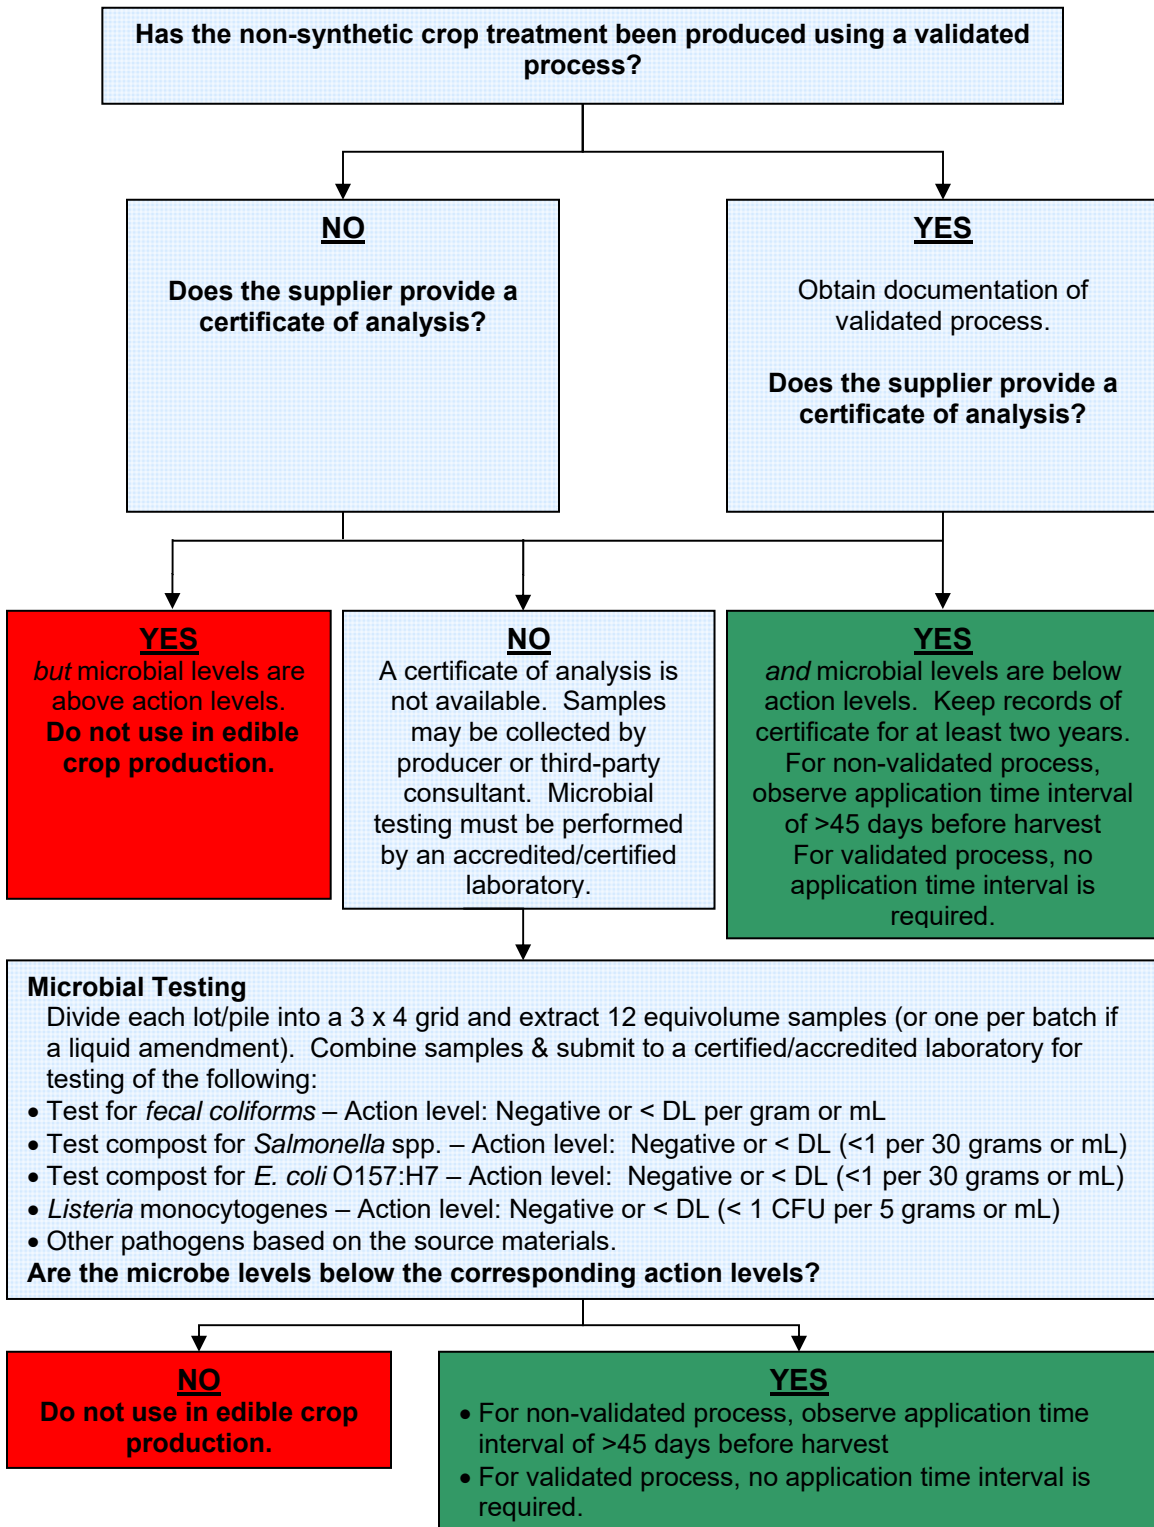 Has the non-synthetic crop treatment been produced using a validated
process?
NO
Does the supplier provide a
certificate of analysis?
YES
Obtain documentation of
validated process.
Does the supplier provide a
certificate of analysis?
YES
but microbial levels are
above action levels.
Do not use in edible
crop production.
NO
A certificate of analysis is
not available.  Samples
may be collected by
producer or third-party
consultant.  Microbial
testing must be performed
by an accredited/certified
laboratory.
YES
and microbial levels are below
action levels.  Keep records of
certificate for at least two years.
For non-validated process,
observe application time interval
of >45 days before harvest
For validated process, no
application time interval is
required.
Microbial Testing
Divide each lot/pile into a 3 x 4 grid and extract 12 equivolume samples (or one per batch if
a liquid amendment).  Combine samples & submit to a certified/accredited laboratory for
testing of the following:
• Test for fecal coliforms – Action level: Negative or < DL per gram or mL
• Test compost for Salmonella spp. – Action level:  Negative or < DL (<1 per 30 grams or mL)
• Test compost for E. coli O157:H7 – Action level:  Negative or < DL (<1 per 30 grams or mL)
• Listeria monocytogenes – Action level: Negative or < DL (< 1 CFU per 5 grams or mL)
• Other pathogens based on the source materials.
Are the microbe levels below the corresponding action levels?
NO
Do not use in edible crop
production.
YES
• For non-validated process, observe application time
interval of >45 days before harvest
• For validated process, no application time interval is
required.